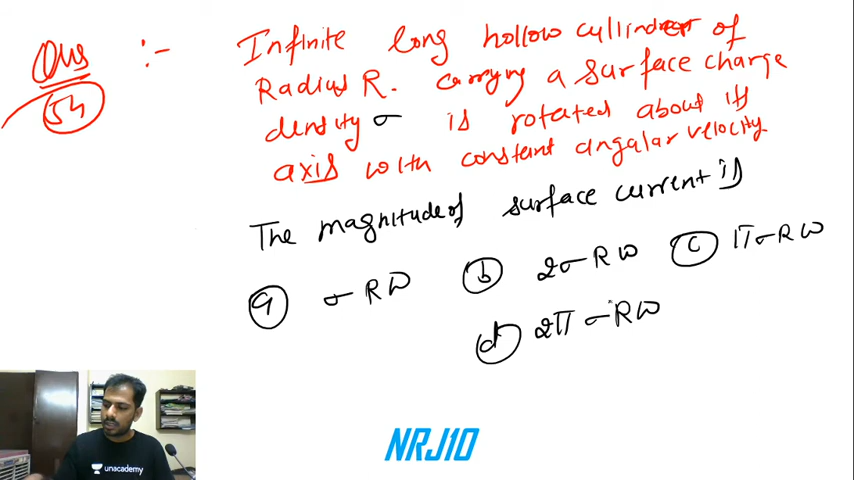 Ques :- Infinite long hollow cylinder of
54 Radius R. carrying a surface charge
density σ is rotated about its
axis with constant angular velocity
The magnitude of surface current is
(a) σRω (b) 2σRω (c) πσRω
(d) 2πσRω
unacademy
NRJ10